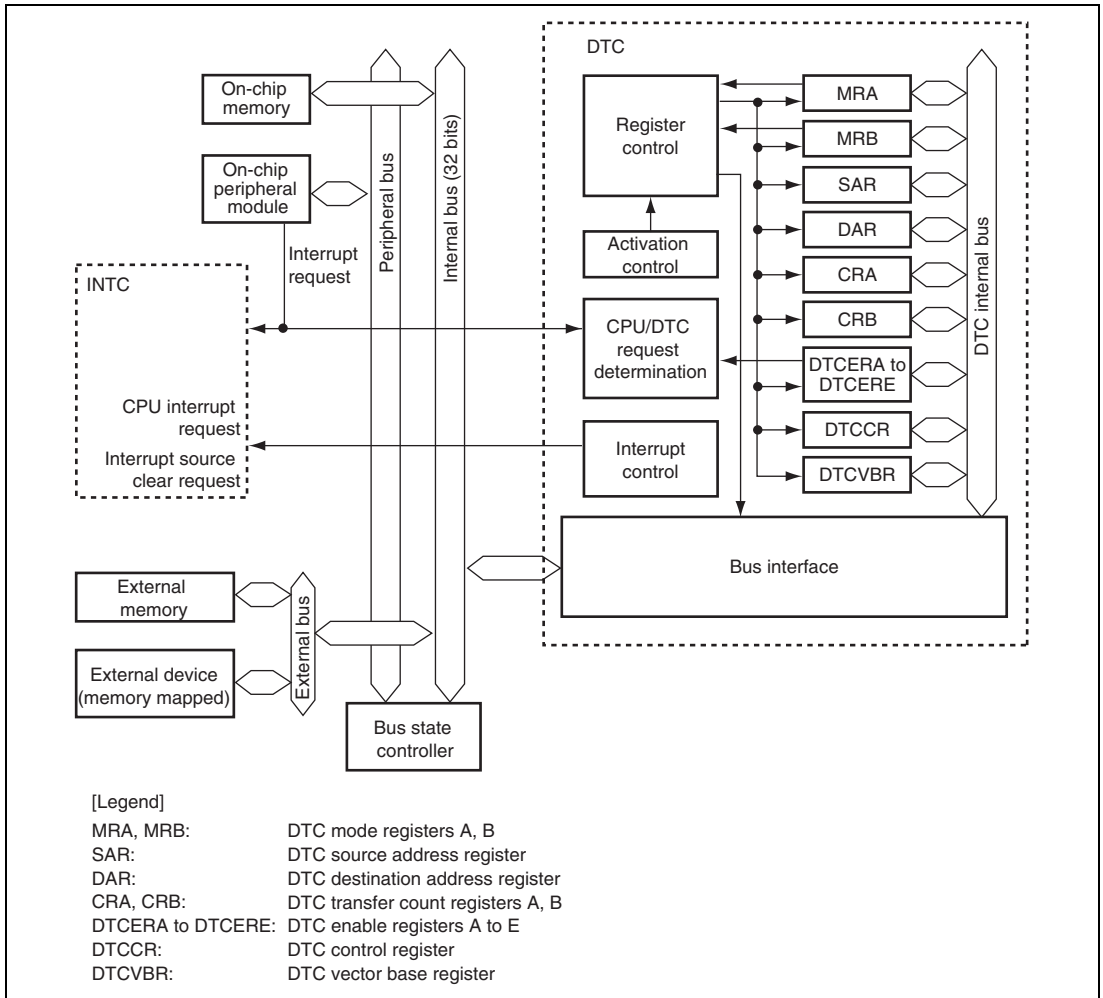 DTC
On-chip
memory
On-chip
peripheral
module
Peripheral bus
Internal bus (32 bits)
Interrupt
request
INTC
CPU interrupt
request
Interrupt source
clear request
Register
control
Activation
control
CPU/DTC
request
determination
Interrupt
control
MRA
MRB
SAR
DAR
CRA
CRB
DTCERA to
DTCERE
DTCCR
DTCVBR
DTC internal bus
Bus interface
External
memory
External device
(memory mapped)
External bus
Bus state
controller
[Legend]
MRA, MRB: DTC mode registers A, B
SAR: DTC source address register
DAR: DTC destination address register
CRA, CRB: DTC transfer count registers A, B
DTCERA to DTCERE: DTC enable registers A to E
DTCCR: DTC control register
DTCVBR: DTC vector base register